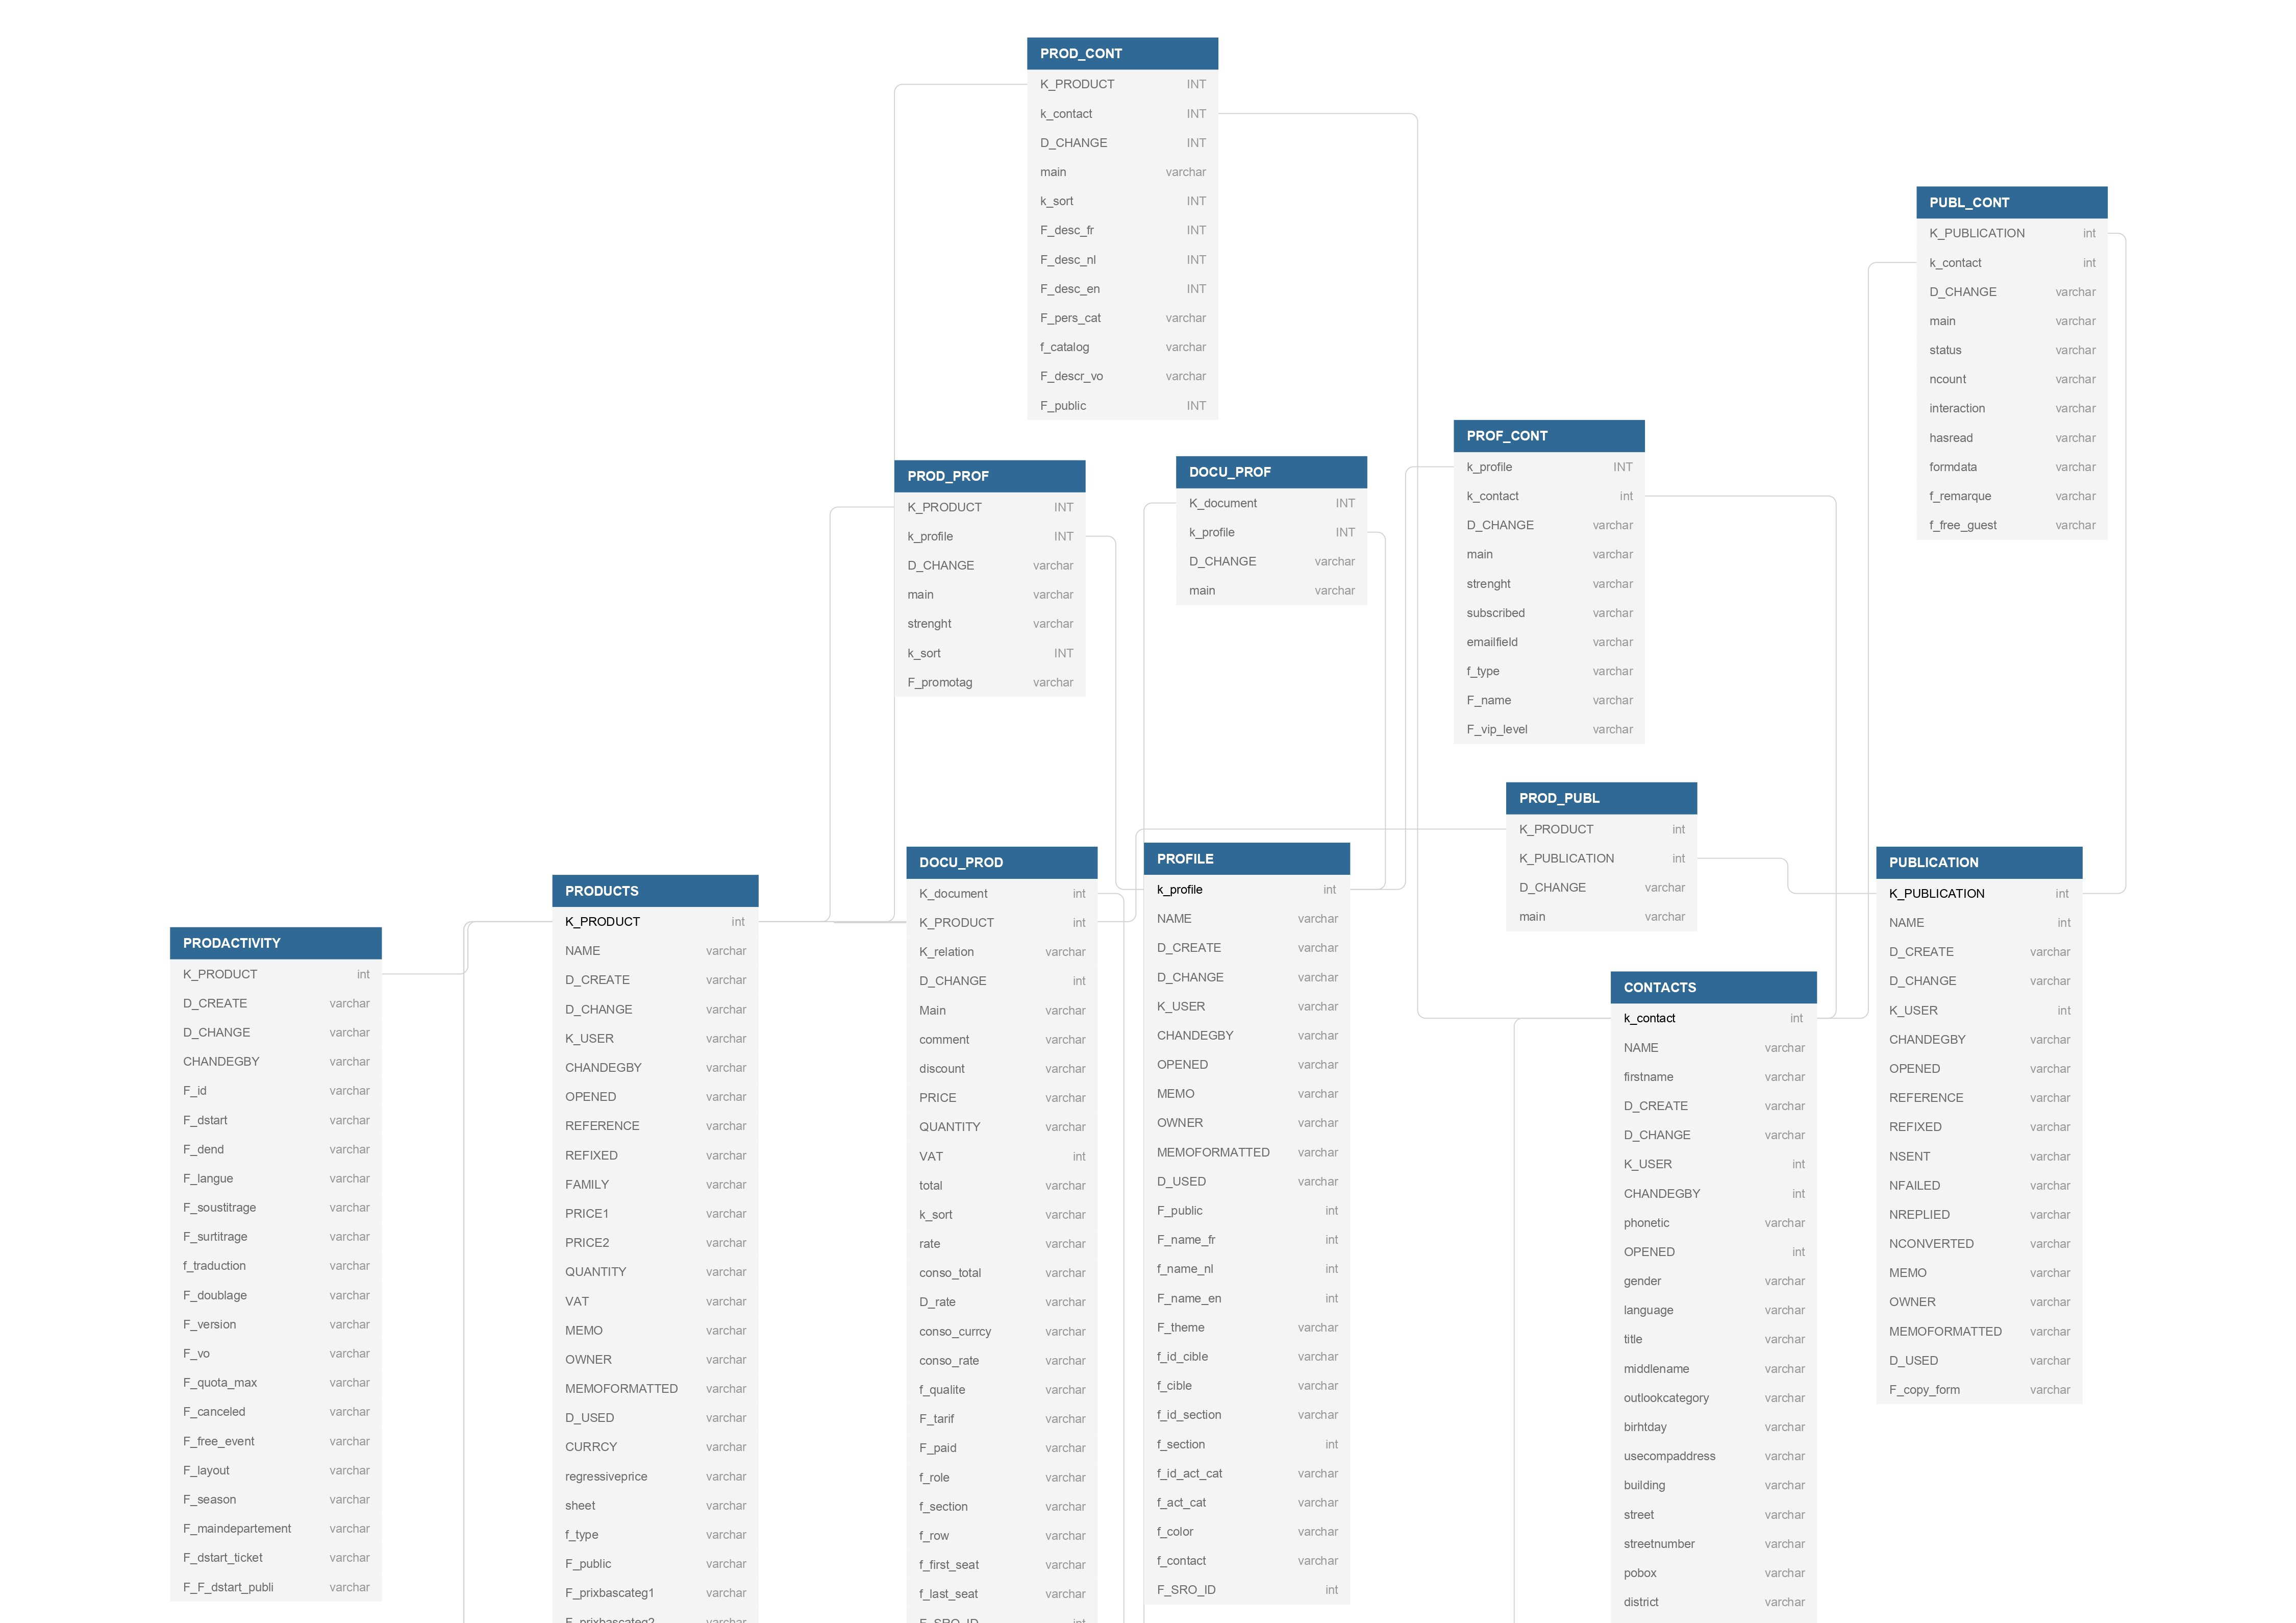 PROD_CONT
K_PRODUCT INT
k_contact INT
D_CHANGE INT
main varchar
k_sort INT
F_desc_fr INT
F_desc_nl INT
F_desc_en INT
F_pers_cat varchar
f_catalog varchar
F_descr_vo varchar
F_public INT
PUBL_CONT
K_PUBLICATION int
k_contact int
D_CHANGE varchar
main varchar
status varchar
ncount varchar
interaction varchar
hasread varchar
formdata varchar
f_remarque varchar
f_free_guest varchar
PROD_PROF
K_PRODUCT INT
k_profile INT
D_CHANGE varchar
main varchar
strenght varchar
k_sort INT
F_promotag varchar
DOCU_PROF
K_document INT
k_profile INT
D_CHANGE varchar
main varchar
PROF_CONT
k_profile INT
k_contact int
D_CHANGE varchar
main varchar
strenght varchar
subscribed varchar
emailfield varchar
f_type varchar
F_name varchar
F_vip_level varchar
PROD_PUBL
K_PRODUCT int
K_PUBLICATION int
D_CHANGE varchar
main varchar
PRODACTIVITY
K_PRODUCT int
D_CREATE varchar
D_CHANGE varchar
CHANDEGBY varchar
F_id varchar
F_dstart varchar
F_dend varchar
F_langue varchar
F_soustitrage varchar
F_surtitrage varchar
f_traduction varchar
F_doublage varchar
F_version varchar
F_vo varchar
F_quota_max varchar
F_canceled varchar
F_free_event varchar
F_layout varchar
F_season varchar
F_maindepartement varchar
F_dstart_ticket varchar
F_F_dstart_publi varchar
PRODUCTS
K_PRODUCT int
NAME varchar
D_CREATE varchar
D_CHANGE varchar
K_USER varchar
CHANDEGBY varchar
OPENED varchar
REFERENCE varchar
REFIXED varchar
FAMILY varchar
PRICE1 varchar
PRICE2 varchar
QUANTITY varchar
VAT varchar
MEMO varchar
OWNER varchar
MEMOFORMATTED varchar
D_USED varchar
CURRCY varchar
regressiveprice varchar
sheet varchar
f_type varchar
F_public varchar
F_prixbascateg1 varchar
F_prixbascateg2 varchar
DOCU_PROD
K_document int
K_PRODUCT int
K_relation varchar
D_CHANGE int
Main varchar
comment varchar
discount varchar
PRICE varchar
QUANTITY varchar
VAT int
total varchar
k_sort varchar
rate varchar
conso_total varchar
D_rate varchar
conso_currcy varchar
conso_rate varchar
f_qualite varchar
F_tarif varchar
F_paid varchar
f_role varchar
f_section varchar
f_row varchar
f_first_seat varchar
f_last_seat varchar
F_SRO_ID int
PROFILE
k_profile int
NAME varchar
D_CREATE varchar
D_CHANGE varchar
K_USER varchar
CHANDEGBY varchar
OPENED varchar
MEMO varchar
OWNER varchar
MEMOFORMATTED varchar
D_USED varchar
F_public int
F_name_fr int
f_name_nl int
F_name_en int
F_theme varchar
f_id_cible varchar
f_cible varchar
f_id_section varchar
f_section int
f_id_act_cat varchar
f_act_cat varchar
f_color varchar
f_contact varchar
F_SRO_ID int
CONTACTS
k_contact int
NAME varchar
firstname varchar
D_CREATE varchar
D_CHANGE varchar
K_USER int
CHANDEGBY int
phonetic varchar
OPENED int
gender varchar
language varchar
title varchar
middlename varchar
outlookcategory varchar
birhtday varchar
usecompaddress varchar
building varchar
street varchar
streetnumber varchar
pobox varchar
district varchar
PUBLICATION
K_PUBLICATION int
NAME int
D_CREATE varchar
D_CHANGE varchar
K_USER int
CHANDEGBY varchar
OPENED varchar
REFERENCE varchar
REFIXED varchar
NSENT varchar
NFAILED varchar
NREPLIED varchar
NCONVERTED varchar
MEMO varchar
OWNER varchar
MEMOFORMATTED varchar
D_USED varchar
F_copy_form varchar